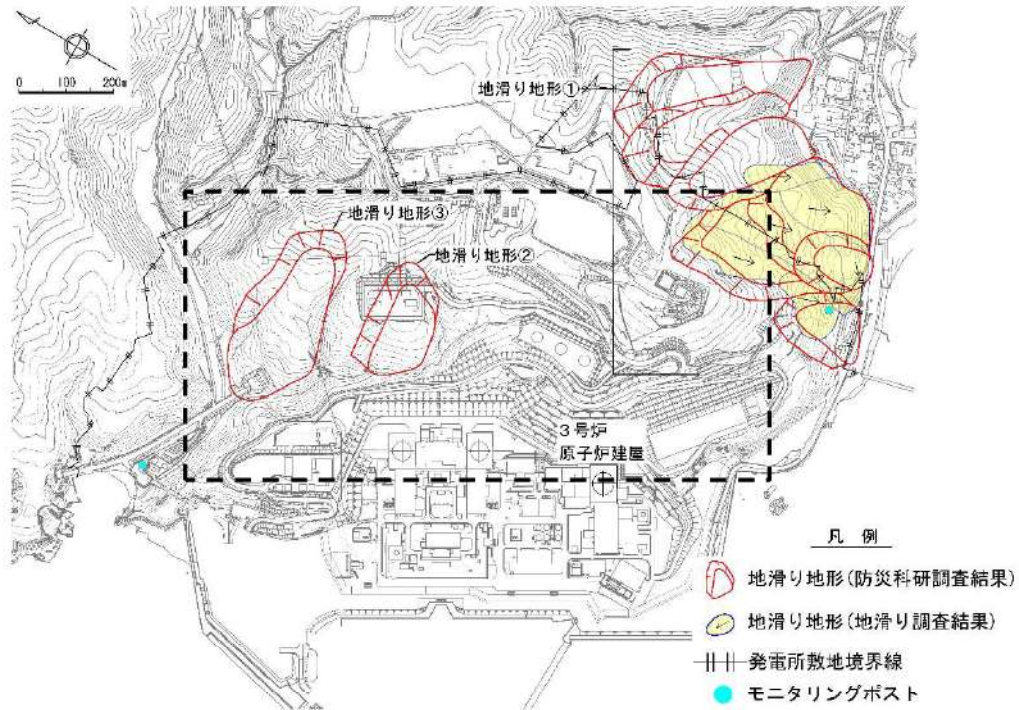 0 100 200m
地滑り地形①
地滑り地形③
地滑り地形②
3号炉
原子炉建屋
凡 例
地滑り地形(防災科研調査結果)
地滑り地形(地滑り調査結果)
発電所敷地境界線
モニタリングポスト